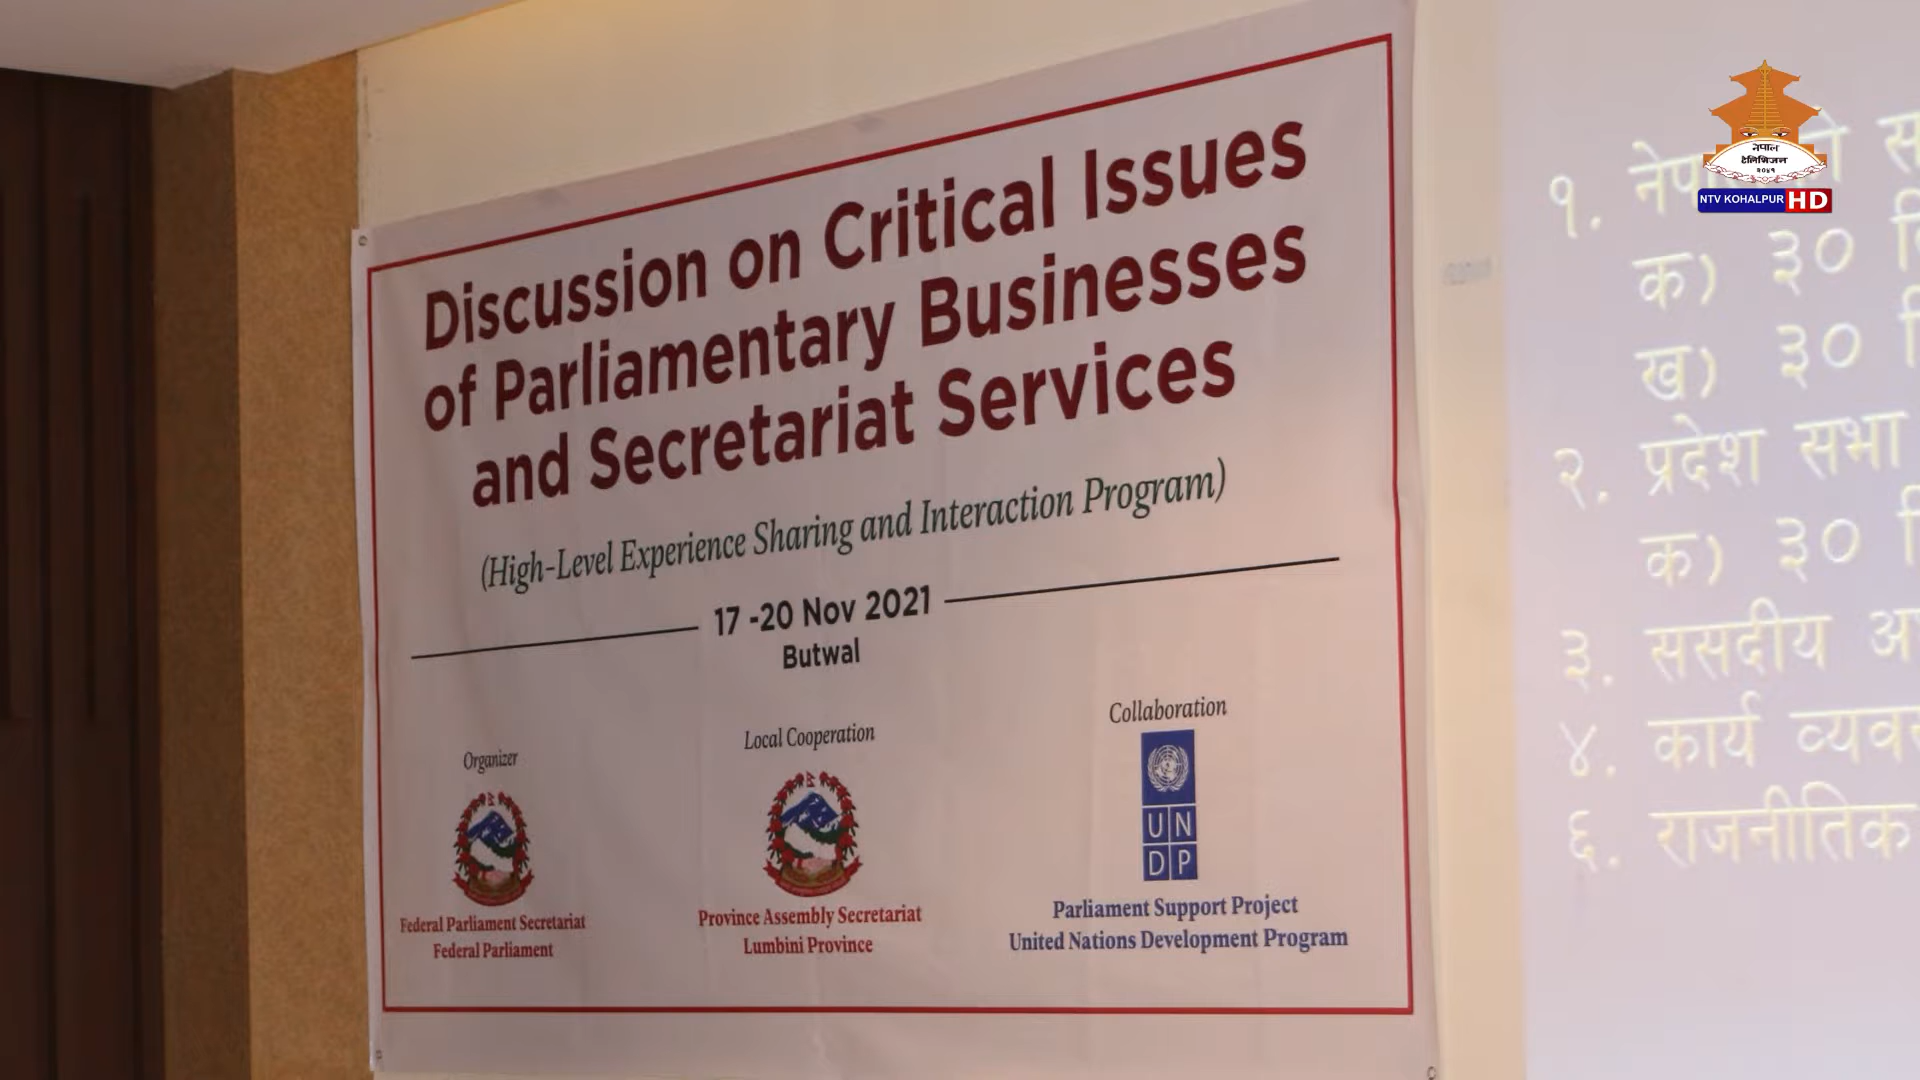 Discussion on Critical Issues
of Parliamentary Businesses
and Secretariat Services
(High-Level Experience Sharing and Interaction Program)
17 -20 Nov 2021
Butwal
Organizer
Federal Parliament Secretariat
Federal Parliament
Local Cooperation
Province Assembly Secretariat
Lumbini Province
Collaboration
UN
DP
Parliament Support Project
United Nations Development Program
नेपाल
टेलिभिजन
२०४१
NTV KOHALPUR HD
१.
क) ३०
ख) ३०
२. प्रदेश सभा
क) ३०
३. ससदीय
४. कार्य
६. राजनीतिक